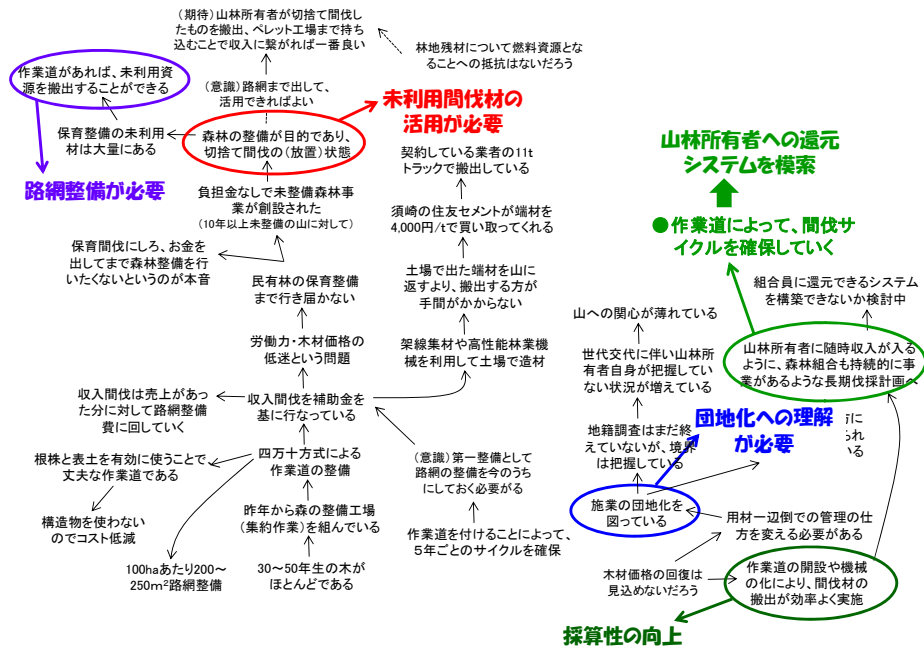 (期待)山林所有者が切捨て間伐し
たものを搬出、ペレット工場まで持ち
込むことで収入に繋がれば一番良い
林地残材について燃料資源とな
ることへの抵抗はないだろう
作業道があれば、未利用資
源を搬出することができる
(意識)路網まで出して、
活用できればよい
未利用間伐材の
活用が必要
保育整備の未利用
材は大量にある
森林の整備が目的であり、
切捨て間伐の(放置)状態
路網整備が必要
契約している業者の11t
トラックで搬出している
負担金なしで未整備森林事
業が創設された
(10年以上未整備の山に対して)
須崎の住友セメントが端材を
4,000円/tで買い取ってくれる
保育間伐にしろ、お金を
出してまで森林整備を行
いたくないというのが本音
民有林の保育整備
まで行き届かない
土場で出た端材を山に
返すより、搬出する方が
手間がかからない
労働力・木材価格の
低迷という問題
架線集材や高性能林業機
械を利用して土場で造材
収入間伐は売上があっ
た分に対して路網整備
費に回していく
収入間伐を補助金を
基に行なっている
根株と表土を有効に使うことで、
丈夫な作業道である
四万十方式による
作業道の整備
(意識)第一整備として
路網の整備を今のうち
にしておく必要がる
構造物を使わない
のでコスト低減
昨年から森の整備工場
(集約作業)を組んでいる
作業道を付けることによって、
5年ごとのサイクルを確保
100haあたり200~
250m²路網整備
30~50年生の木が
ほとんどである
山林所有者への還元
システムを模索
●作業道によって、間伐サ
イクルを確保していく
組合員に還元できるシステム
を構築できないか検討中
山への関心が薄れている
山林所有者に随時収入が入る
ように、森林組合も持続的に事
業があるような長期伐採計画へ
世代交代に伴い山林所
有者自身が把握してい
ない状況が増えている
団地化への理解
が必要
地籍調査はまだ終
えていないが、境界
は把握している
に
られ
いる
施業の団地化を
図っている
用材一辺倒での管理の仕
方を変える必要がある
木材価格の回復は
見込めないだろう
作業道の開設や機械
の化により、間伐材の
搬出が効率よく実施
採算性の向上